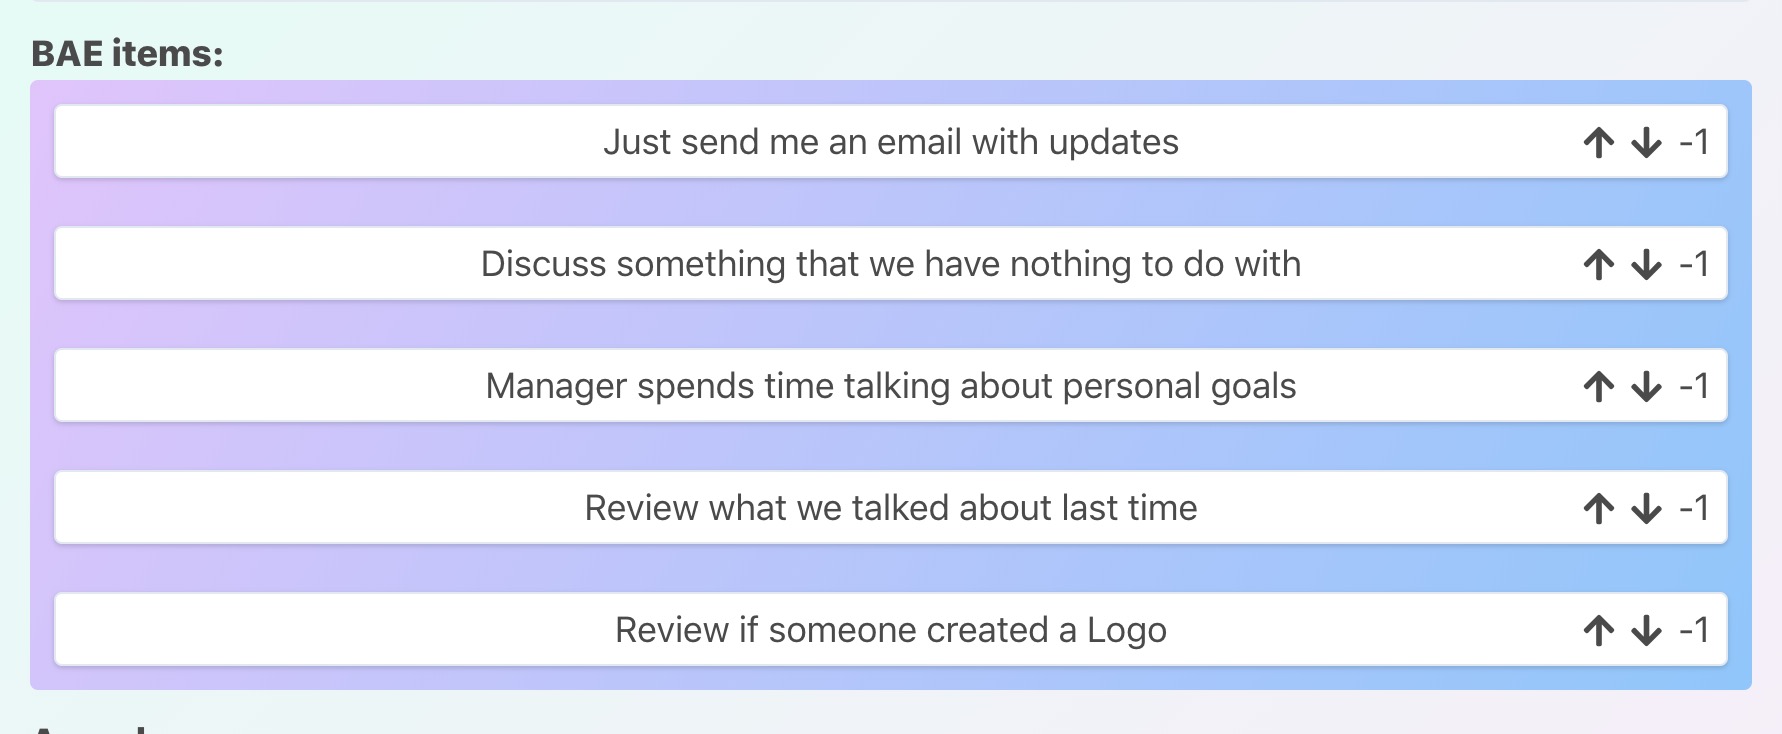 BAE items:
Just send me an email with updates -1
Discuss something that we have nothing to do with -1
Manager spends time talking about personal goals -1
Review what we talked about last time -1
Review if someone created a Logo -1